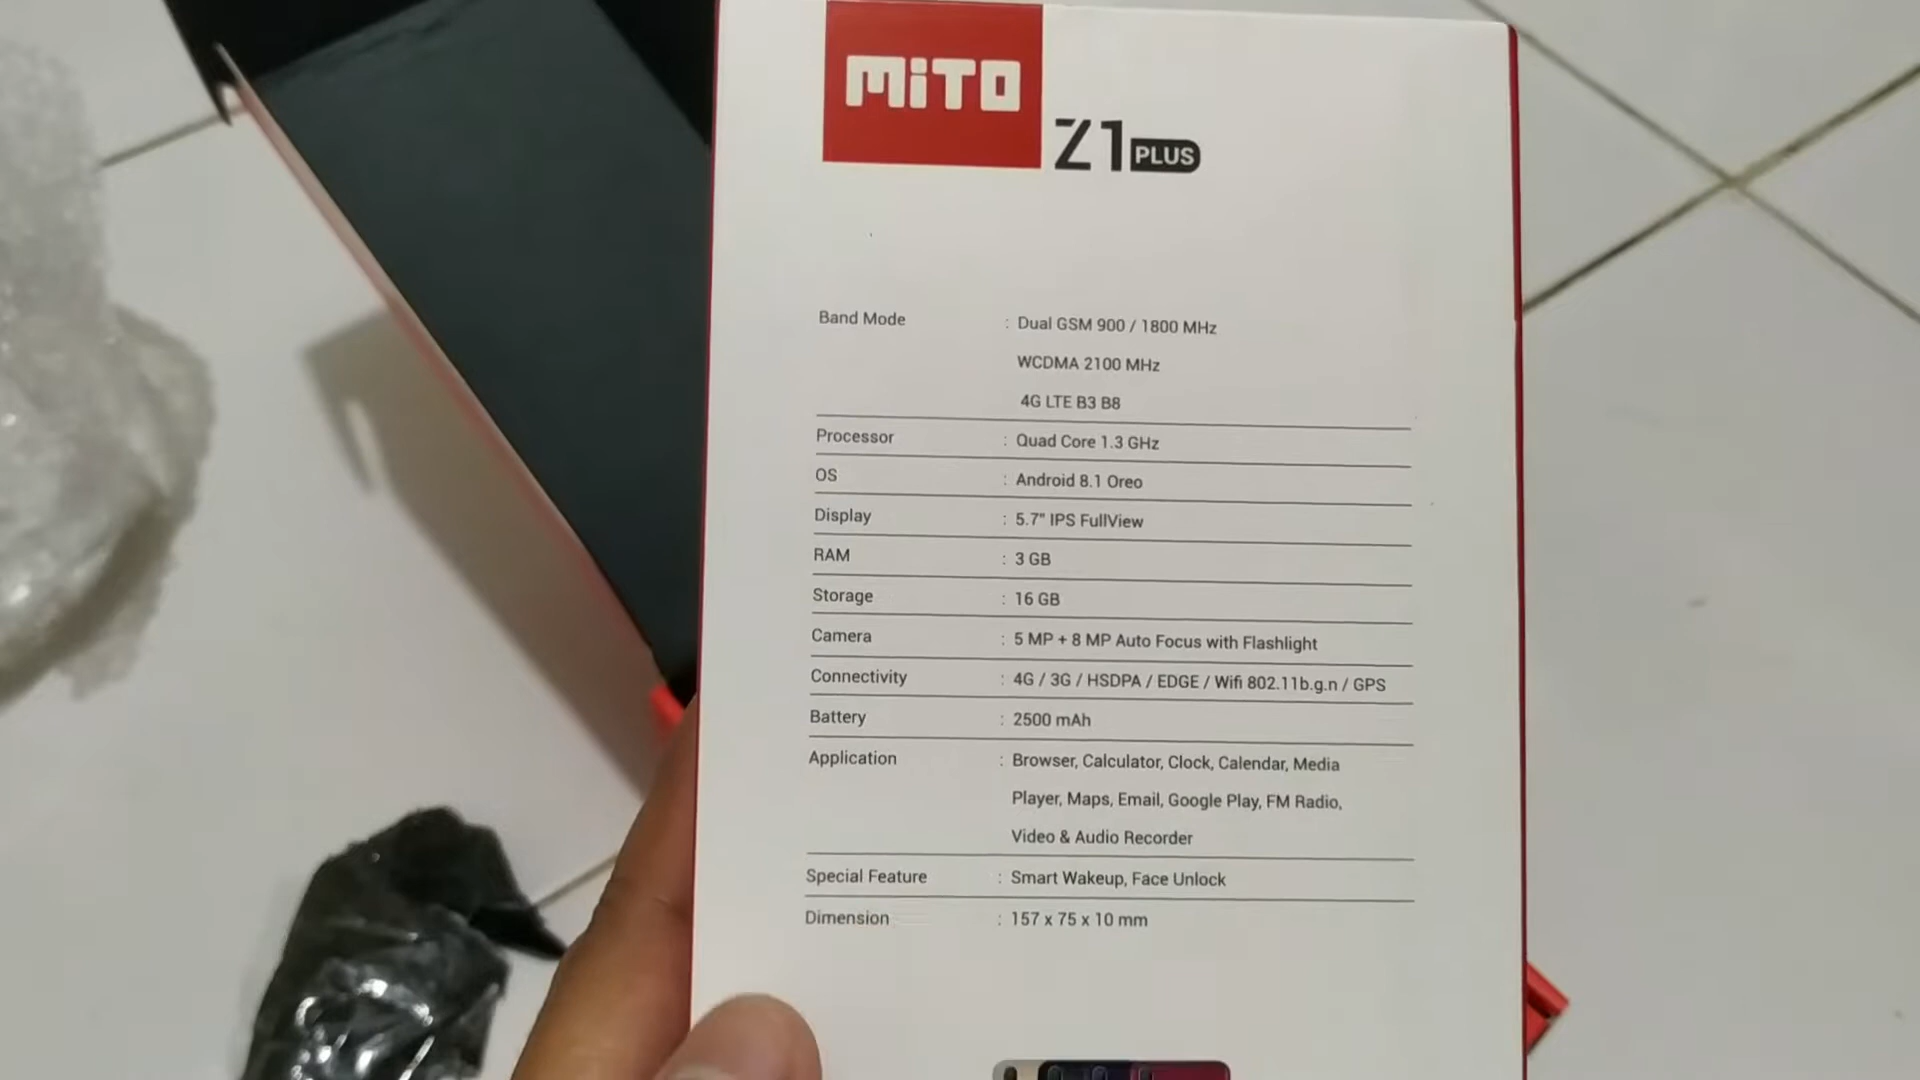 MiTO
Z1 PLUS
Band Mode : Dual GSM 900 / 1800 MHz
WCDMA 2100 MHz
4G LTE B3 B8
Processor : Quad Core 1.3 GHz
OS : Android 8.1 Oreo
Display : 5.7" IPS FullView
RAM : 3 GB
Storage : 16 GB
Camera : 5 MP + 8 MP Auto Focus with Flashlight
Connectivity : 4G / 3G / HSDPA / EDGE / Wifi 802.11b.g.n / GPS
Battery : 2500 mAh
Application : Browser, Calculator, Clock, Calendar, Media
Player, Maps, Email, Google Play, FM Radio,
Video & Audio Recorder
Special Feature : Smart Wakeup, Face Unlock
Dimension : 157 x 75 x 10 mm